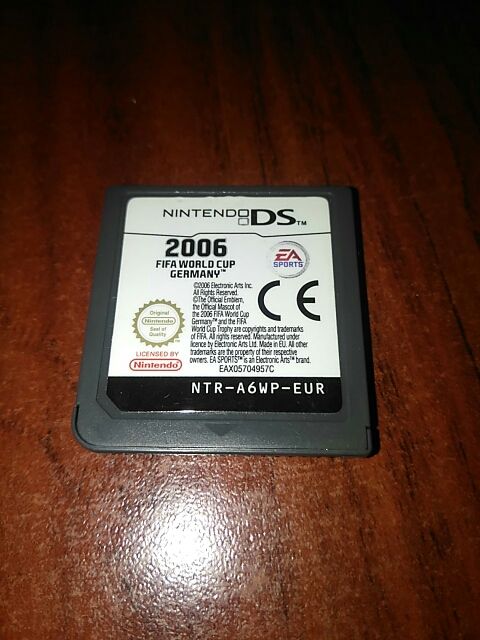 NINTENDO DS™
2006
FIFA WORLD CUP
GERMANY™
EA
SPORTS
©2006 Electronic Arts Inc.
All Rights Reserved.
©The Official Emblem,
the Official Mascot of
the 2006 FIFA World Cup
Germany™ and the FIFA
World Cup Trophy are copyrights and trademarks
of FIFA. All rights reserved. Manufactured under
licence by Electronic Arts Ltd. Made in EU. All other
trademarks are the property of their respective
owners. EA SPORTS™ is an Electronic Arts™ brand.
EAX05704957C
CE
Original
Nintendo
Seal of
Quality
LICENSED BY
Nintendo
NTR-A6WP-EUR